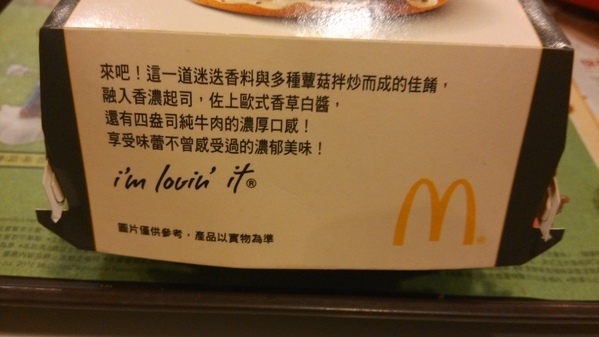 來吧！這一道迷迭香料與多種蕈菇拌炒而成的佳餚，
融入香濃起司，佐上歐式香草白醬，
還有四盎司純牛肉的濃厚口感！
享受味蕾不曾感受過的濃郁美味！
i'm lovin' it®
圖片僅供參考，產品以實物為準